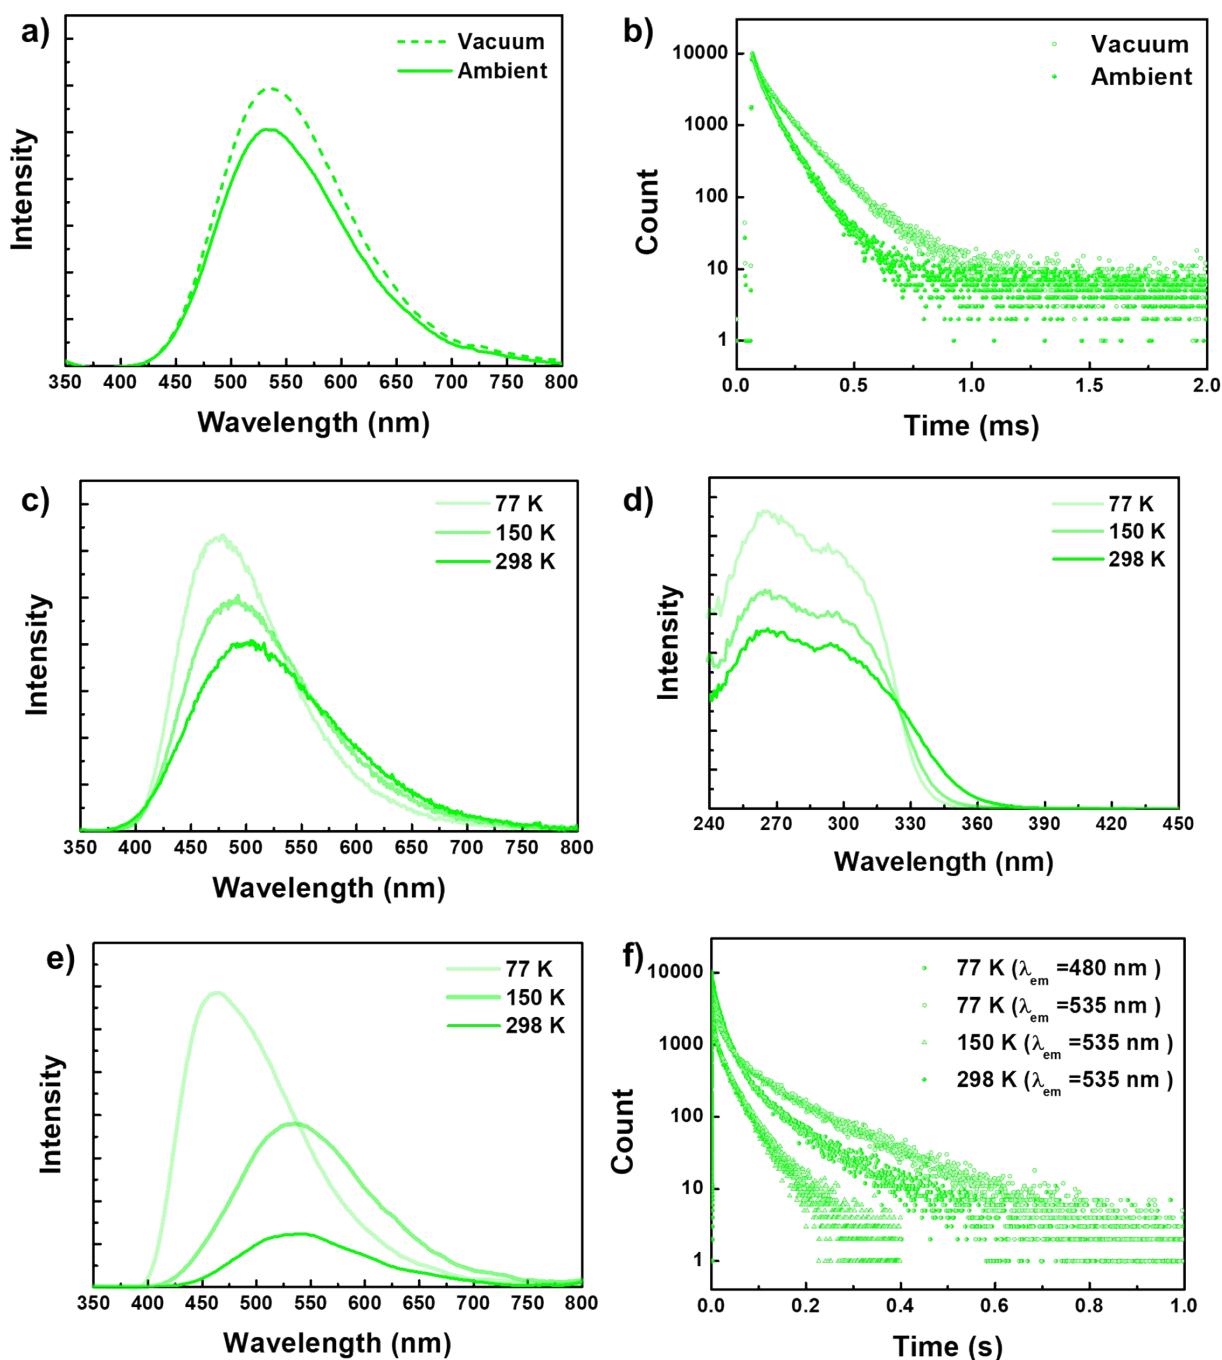 a)
Vacuum
Ambient
Intensity
350 400 450 500 550 600 650 700 750 800
Wavelength (nm)
b)
Vacuum
Ambient
10000
1000
100
10
1
Count
0.0 0.5 1.0 1.5 2.0
Time (ms)
c)
77 K
150 K
298 K
Intensity
350 400 450 500 550 600 650 700 750 800
Wavelength (nm)
d)
77 K
150 K
298 K
Intensity
240 270 300 330 360 390 420 450
Wavelength (nm)
e)
77 K
150 K
298 K
Intensity
350 400 450 500 550 600 650 700 750 800
Wavelength (nm)
f)
77 K (λem =480 nm )
77 K (λem =535 nm )
150 K (λem =535 nm )
298 K (λem =535 nm )
10000
1000
100
10
1
Count
0.0 0.2 0.4 0.6 0.8 1.0
Time (s)